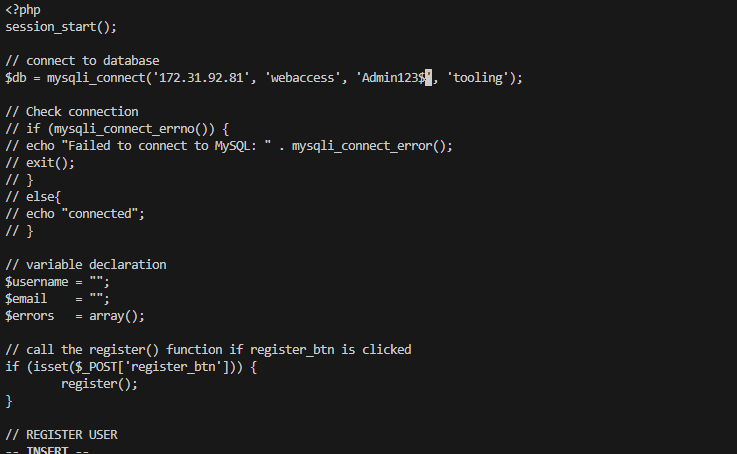 <?php
session_start();

// connect to database
$db = mysqli_connect('172.31.92.81', 'webaccess', 'Admin123$', 'tooling');

// Check connection
// if (mysqli_connect_errno()) {
// echo "Failed to connect to MySQL: " . mysqli_connect_error();
// exit();
// }
// else{
// echo "connected";
// }

// variable declaration
$username = "";
$email    = "";
$errors   = array();

// call the register() function if register_btn is clicked
if (isset($_POST['register_btn'])) {
        register();
}

// REGISTER USER
-- INSERT --